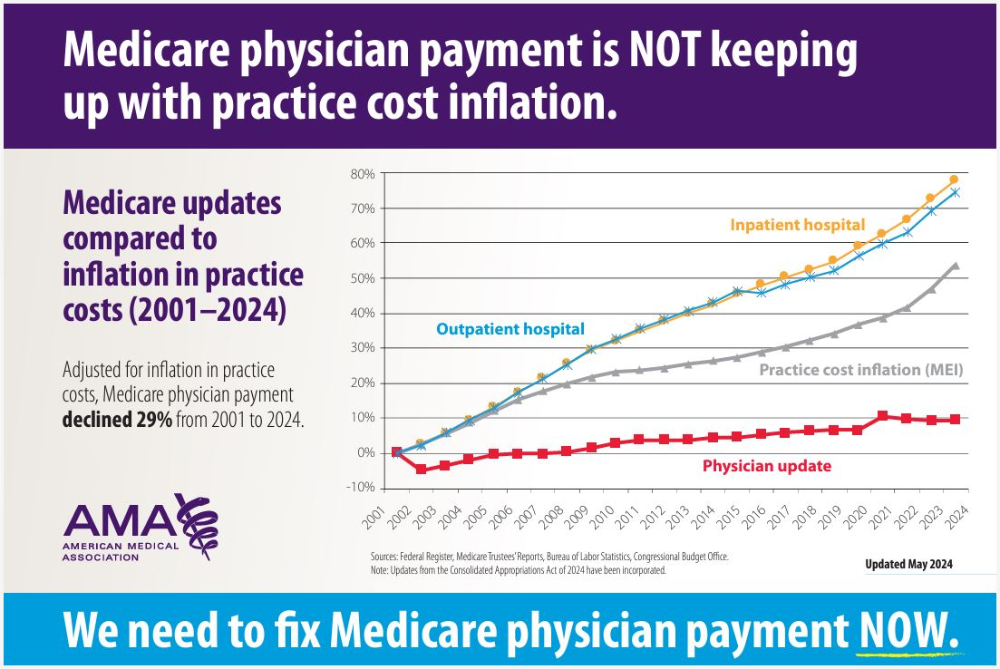 Medicare physician payment is NOT keeping
up with practice cost inflation.
Medicare updates
compared to
inflation in practice
costs (2001–2024)
Adjusted for inflation in practice
costs, Medicare physician payment
declined 29% from 2001 to 2024.
AMA
AMERICAN MEDICAL
ASSOCIATION
80%
70%
60%
50%
40%
30%
20%
10%
0%
-10%
Inpatient hospital
Outpatient hospital
Practice cost inflation (MEI)
Physician update
2001
2002
2003
2004
2005
2006
2007
2008
2009
2010
2011
2012
2013
2014
2015
2016
2017
2018
2019
2020
2021
2022
2023
2024
Sources: Federal Register, Medicare Trustees' Reports, Bureau of Labor Statistics, Congressional Budget Office.
Note: Updates from the Consolidated Appropriations Act of 2024 have been incorporated.
Updated May 2024
We need to fix Medicare physician payment NOW.